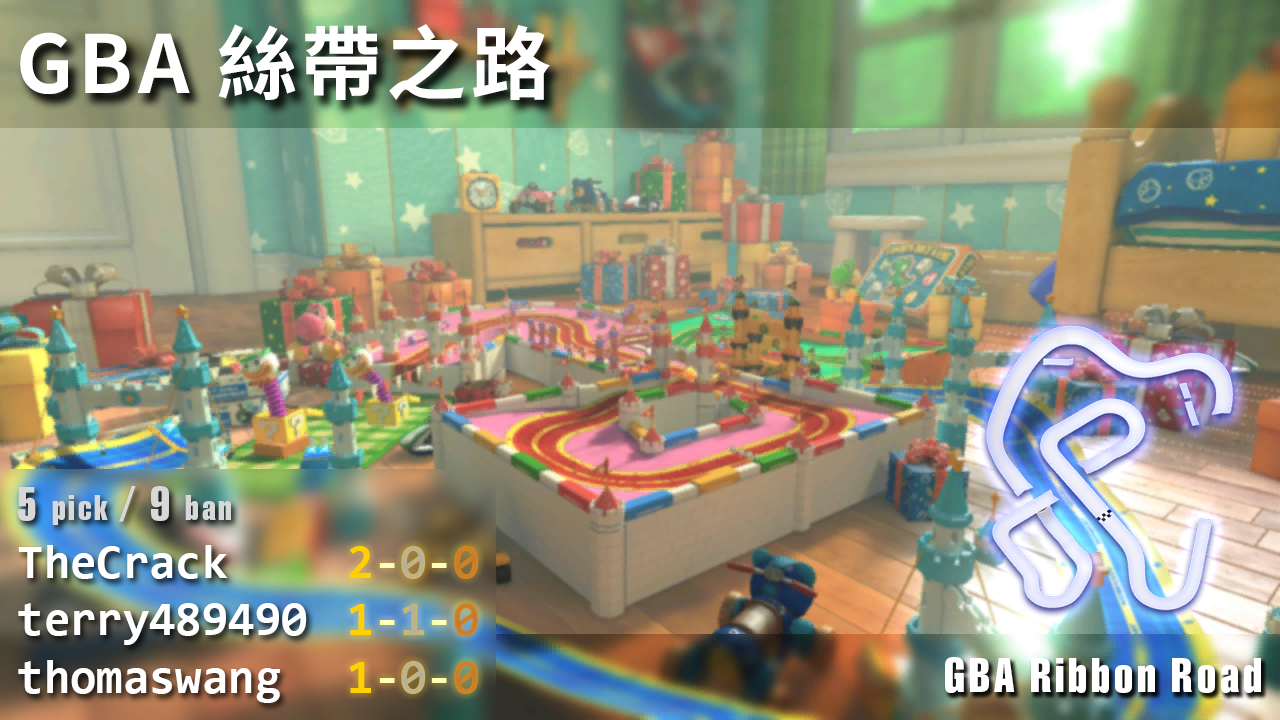 GBA 絲帶之路
5 pick / 9 ban
TheCrack 2-0-0
terry489490 1-1-0
thomaswang 1-0-0
GBA Ribbon Road